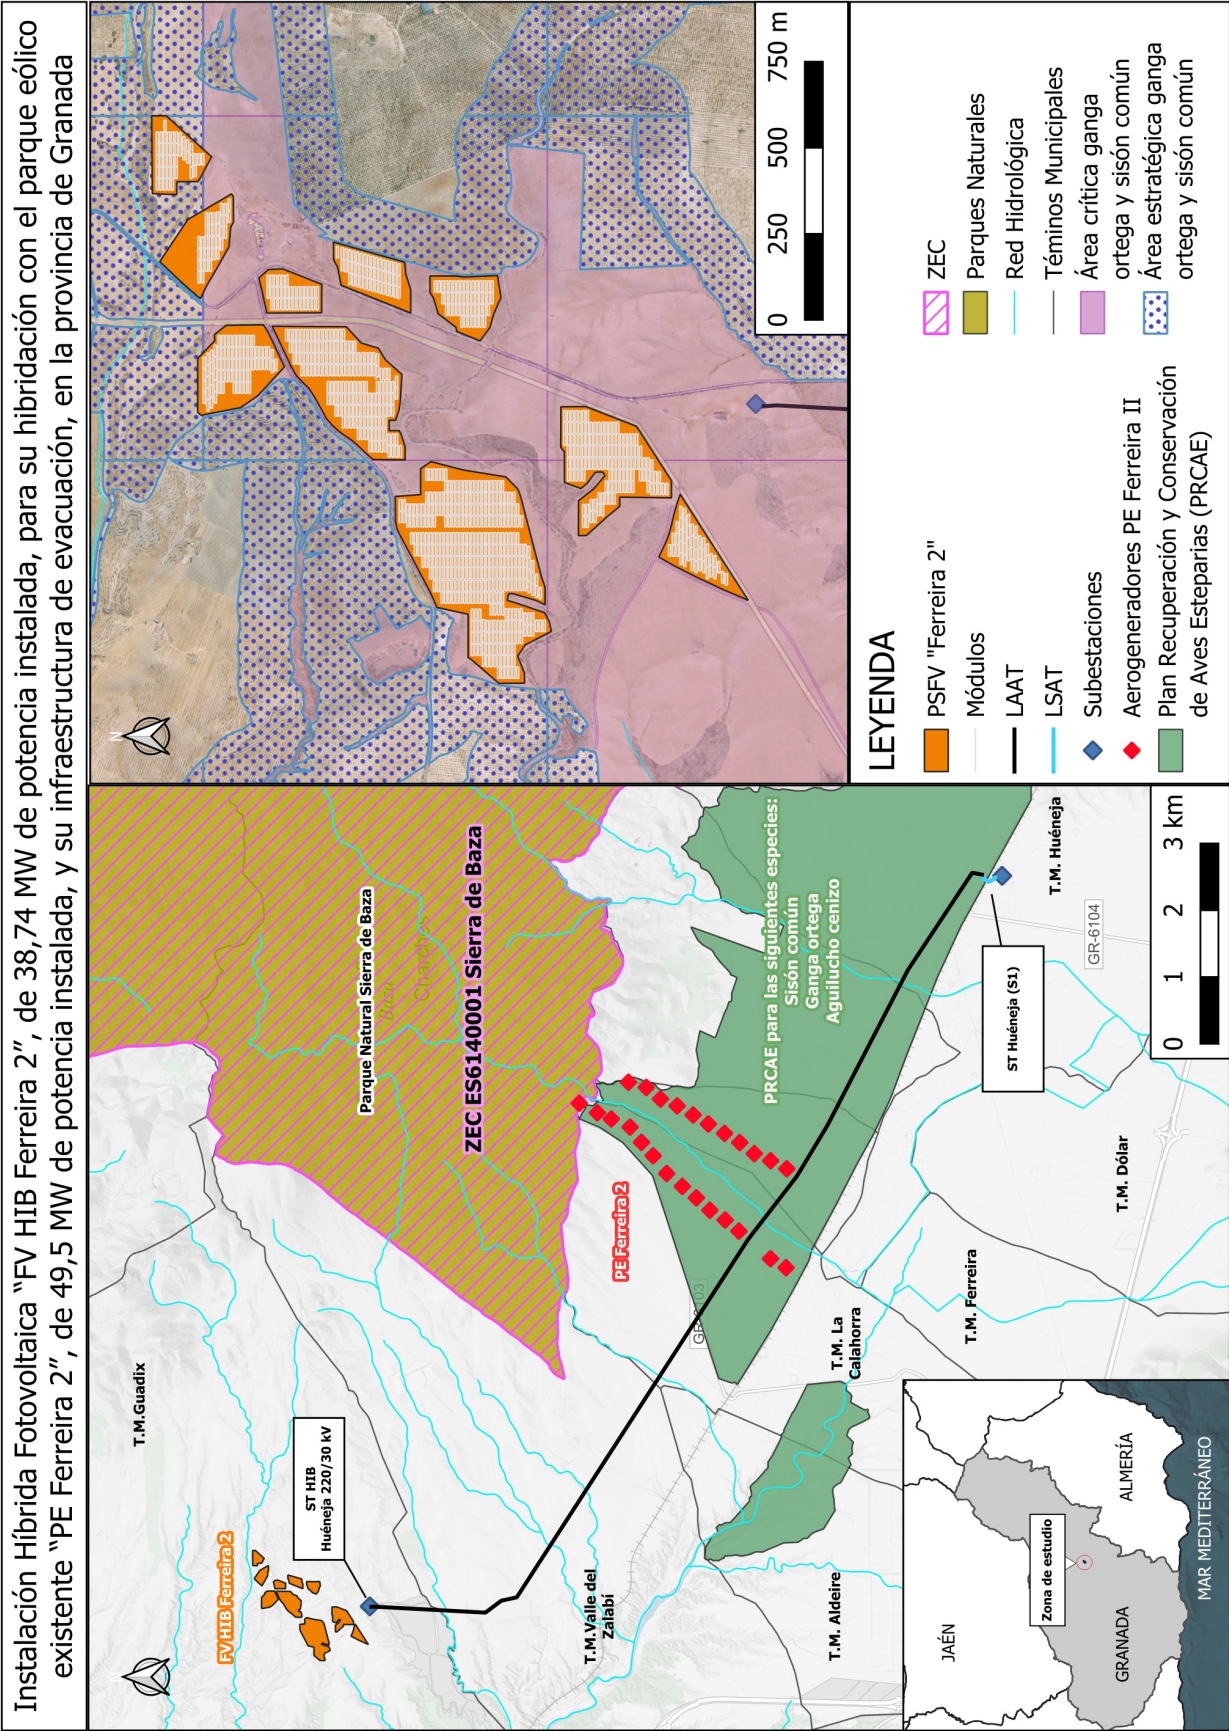 Instalación Híbrida Fotovoltaica “FV HIB Ferreira 2”, de 38,74 MW de potencia instalada, para su hibridación con el parque eólico
existente “PE Ferreira 2”, de 49,5 MW de potencia instalada, y su infraestructura de evacuación, en la provincia de Granada
T.M.Guadix
FV HIB Ferreira 2
ST HIB
Huéneja 220/30 kV
Parque Natural Sierra de Baza
Baza
Charches
ZEC ES6140001 Sierra de Baza
PE Ferreira 2
PRCAE para las siguientes especies:
Sisón común
Ganga ortega
Aguilucho cenizo
T.M.Valle del
Zalabí
T.M. La
Calahorra
T.M. Aldeire
T.M. Ferreira
T.M. Dólar
T.M. Huéneja
ST Huéneja (S1)
GR-6104
0 1 2 3 km
JAÉN
Zona de estudio
GRANADA
ALMERÍA
MAR MEDITERRÁNEO
N
0 250 500 750 m
LEYENDA
PSFV "Ferreira 2"
Módulos
LAAT
LSAT
Subestaciones
Aerogeneradores PE Ferreira II
Plan Recuperación y Conservación
de Aves Esteparias (PRCAE)
ZEC
Parques Naturales
Red Hidrológica
Téminos Municipales
Área crítica ganga
ortega y sisón común
Área estratégica ganga
ortega y sisón común